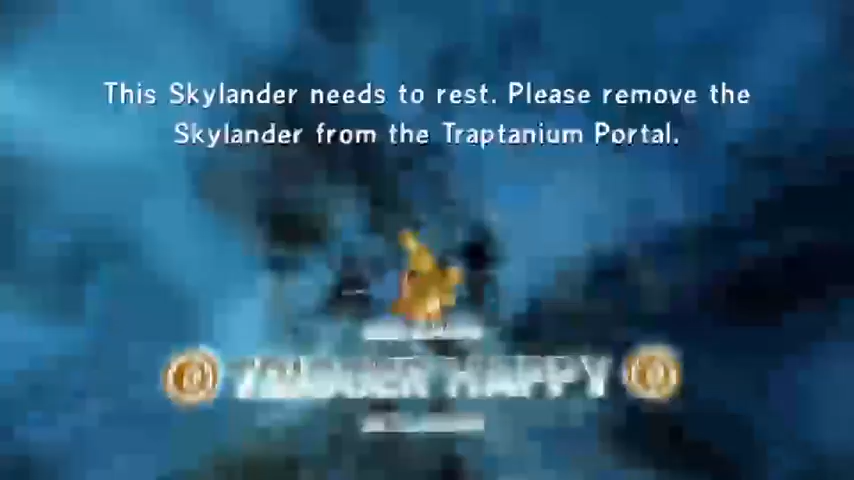 This Skylander needs to rest. Please remove the
Skylander from the Traptanium Portal.
TRIGGER HAPPY